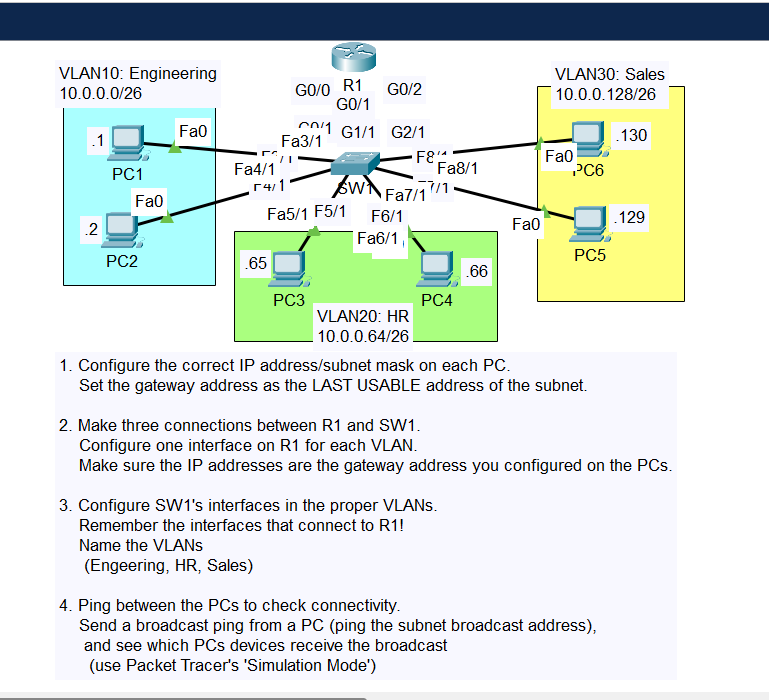 VLAN10: Engineering
10.0.0.0/26
R1
G0/0
G0/1
G0/2
VLAN30: Sales
10.0.0.128/26
.1
Fa0
PC1
Fa0
.2
PC2
G0/1
G1/1
G2/1
Fa3/1
Fa4/1
F4/1
SW1
Fa8/1
Fa7/1
Fa5/1
F5/1
F6/1
Fa6/1
.130
Fa0
PC6
.129
Fa0
PC5
.65
PC3
.66
PC4
VLAN20: HR
10.0.0.64/26
1. Configure the correct IP address/subnet mask on each PC.
Set the gateway address as the LAST USABLE address of the subnet.
2. Make three connections between R1 and SW1.
Configure one interface on R1 for each VLAN.
Make sure the IP addresses are the gateway address you configured on the PCs.
3. Configure SW1's interfaces in the proper VLANs.
Remember the interfaces that connect to R1!
Name the VLANs
(Engeering, HR, Sales)
4. Ping between the PCs to check connectivity.
Send a broadcast ping from a PC (ping the subnet broadcast address),
and see which PCs devices receive the broadcast
(use Packet Tracer's 'Simulation Mode')